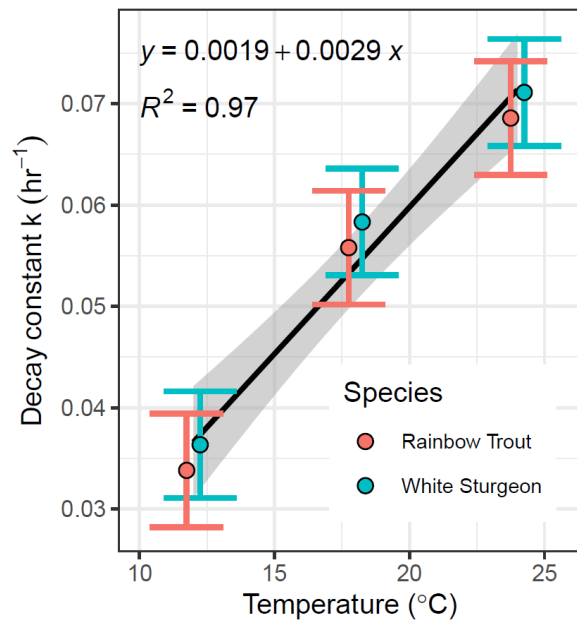 y = 0.0019 + 0.0029 x
R² = 0.97
0.07
0.06
0.05
0.04
0.03
Decay constant k (hr⁻¹)
Species
Rainbow Trout
White Sturgeon
10
15
20
25
Temperature (°C)